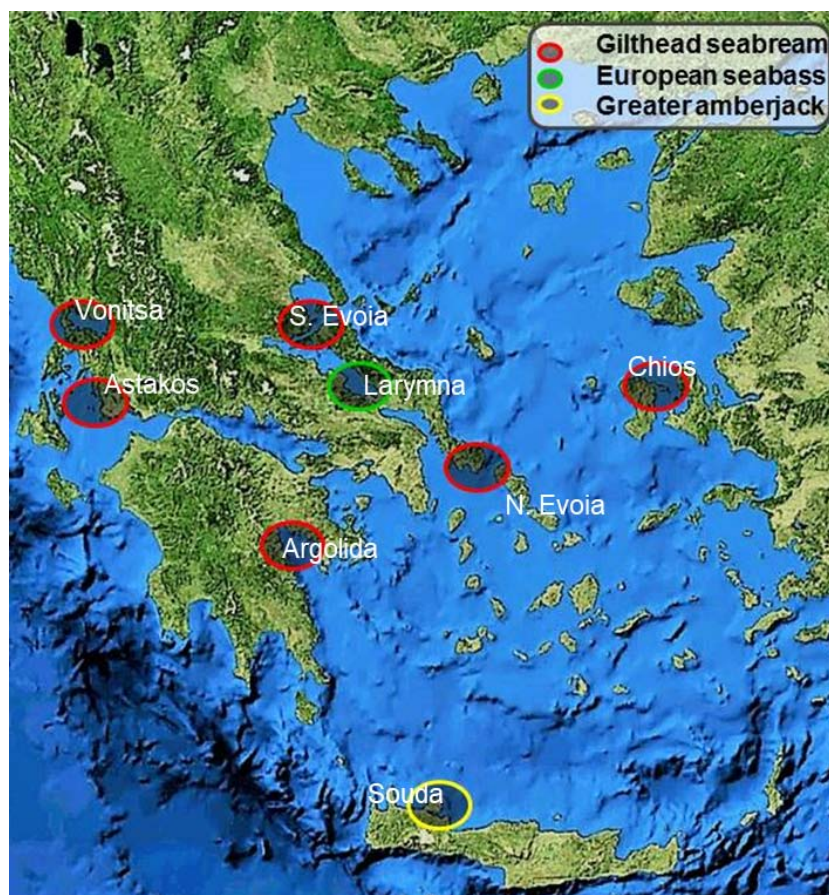 Gilthead seabream
European seabass
Greater amberjack
Vonitsa
S. Evoia
Chios
Astakos
Larymna
N. Evoia
Argolida
Souda